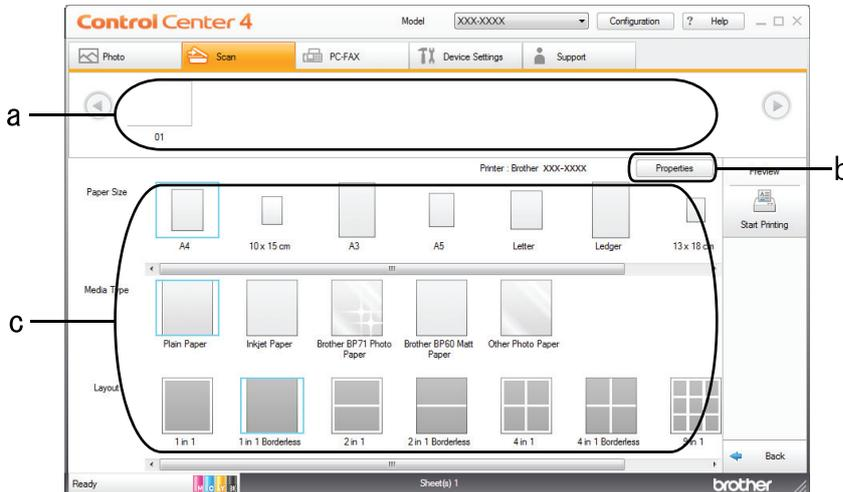 Control Center 4 Model XXX-XXXX Configuration ? Help
Photo Scan PC-FAX Device Settings Support
a
01
Printer : Brother XXX-XXXX Properties
b
Preview
Start Printing
Paper Size
A4 10 x 15 cm A3 A5 Letter Ledger 13 x 18 cm
c
Media Type
Plain Paper Inkjet Paper Brother BP71 Photo Paper Brother BP60 Matt Paper Other Photo Paper
Layout
1 in 1 1 in 1 Borderless 2 in 1 2 in 1 Borderless 4 in 1 4 in 1 Borderless 9 in 1
Back
Ready M C Y K Sheet(s) 1 brother